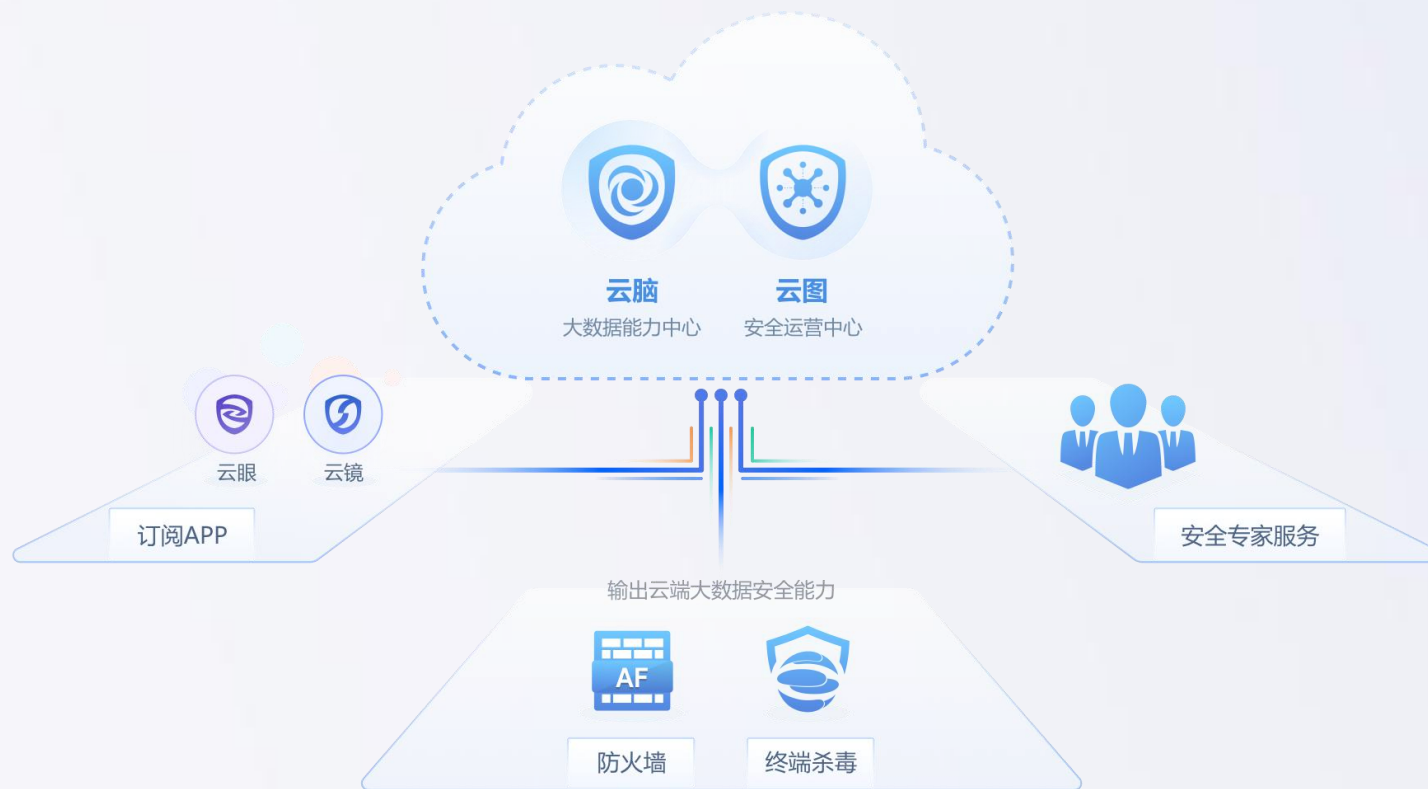 云脑
云图
大数据能力中心
安全运营中心
云眼
云镜
订阅APP
安全专家服务
输出云端大数据安全能力
AF
防火墙
终端杀毒